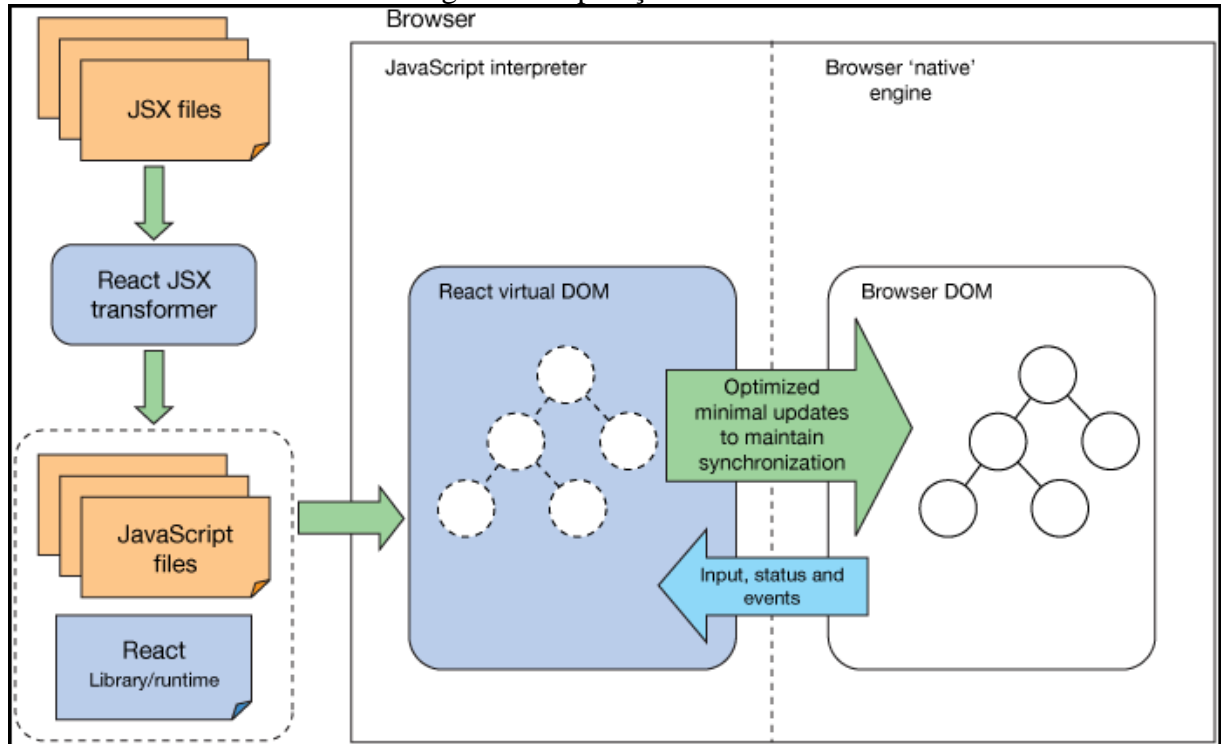 Browser
JSX files
React JSX
transformer
JavaScript
files
React
Library/runtime
JavaScript interpreter
Browser ‘native’
engine
React virtual DOM
Optimized
minimal updates
to maintain
synchronization
Input, status and
events
Browser DOM